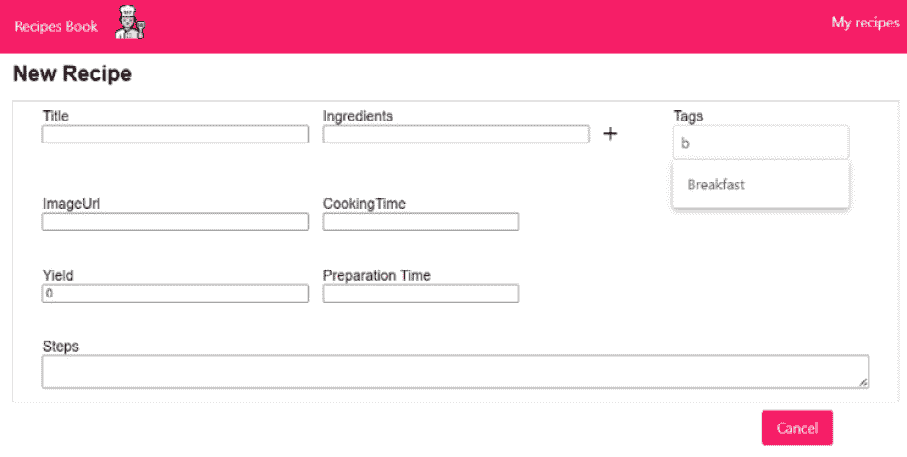 Recipes Book
My recipes
New Recipe
Title
Ingredients
Tags
b
Breakfast
ImageUrl
CookingTime
Yield
0
Preparation Time
Steps
Cancel